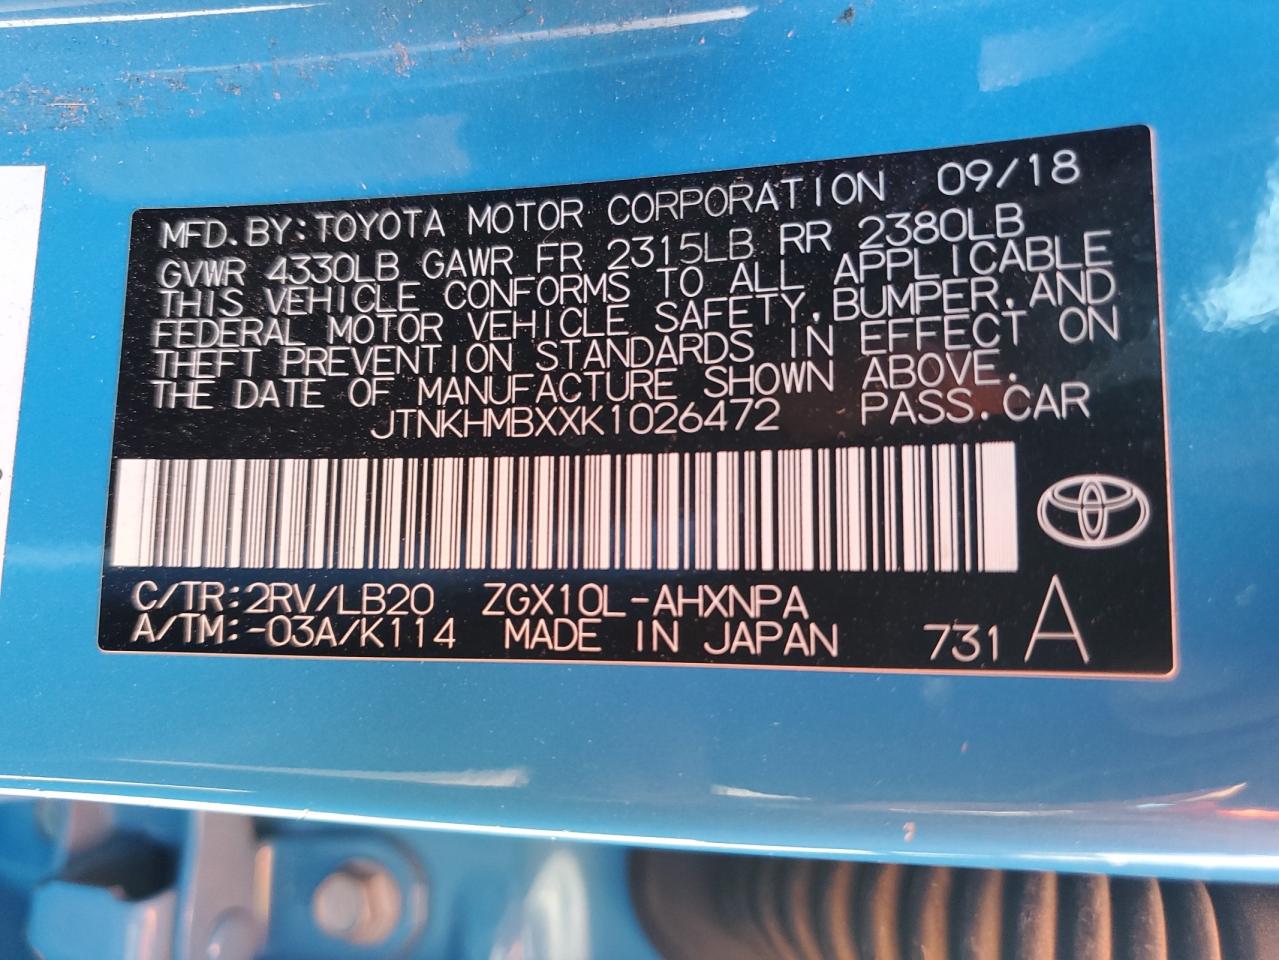 MFD. BY: TOYOTA MOTOR CORPORATION 09/18
GVWR 4330LB GAWR FR 2315LB RR 2380LB
THIS VEHICLE CONFORMS TO ALL APPLICABLE
FEDERAL MOTOR VEHICLE SAFETY, BUMPER, AND
THEFT PREVENTION STANDARDS IN EFFECT ON
THE DATE OF MANUFACTURE SHOWN ABOVE.
JTNKHMBXXK1026472 PASS. CAR
C/TR: 2RV/LB20 ZGX10L-AHXNPA
A/TM: -03A/K114 MADE IN JAPAN 731 A